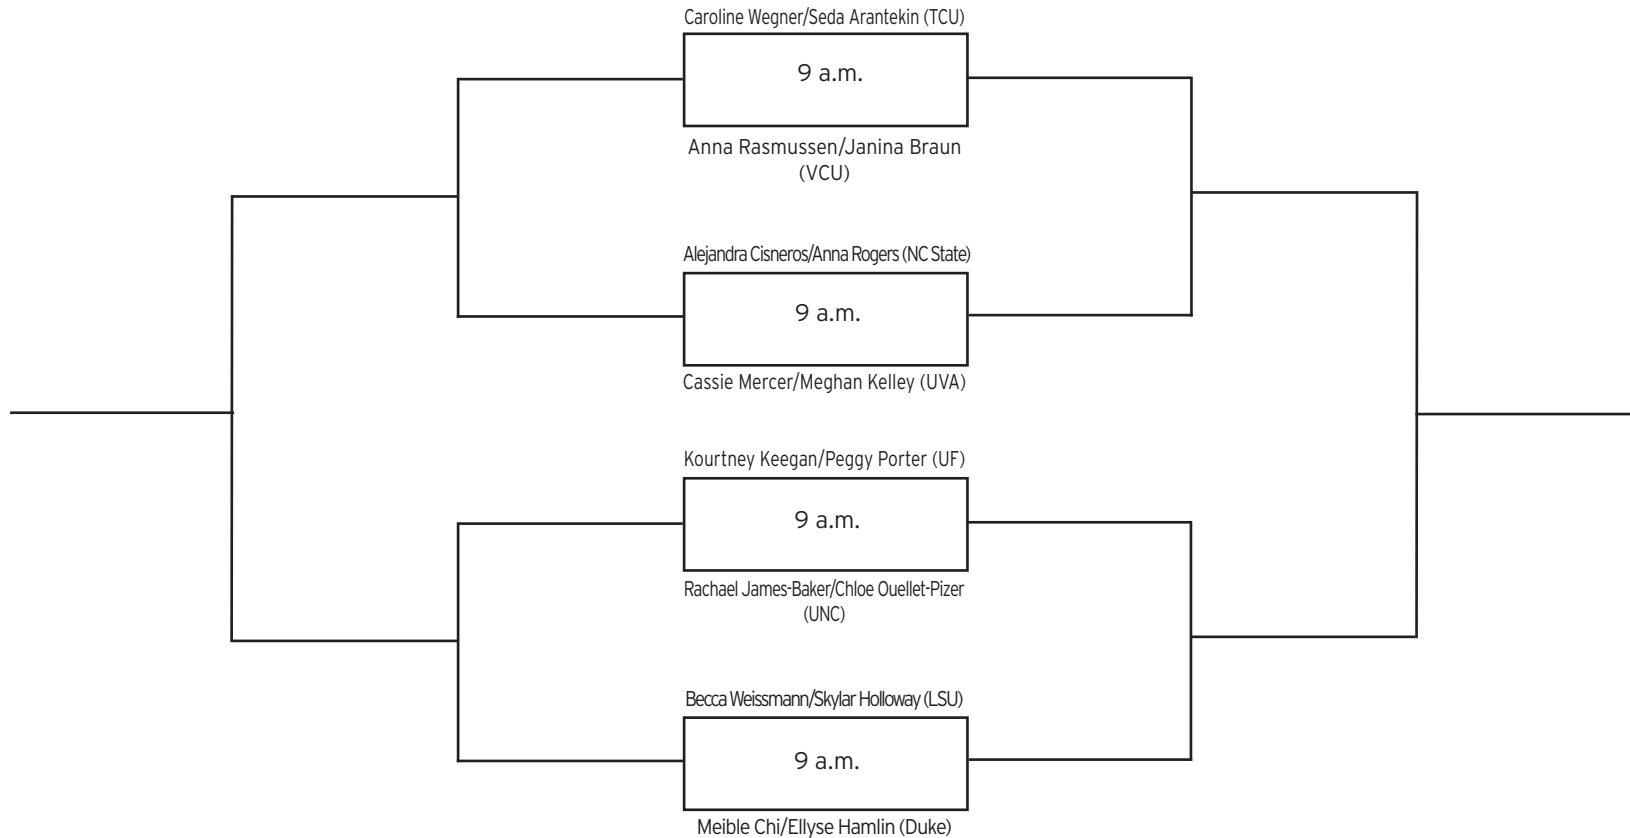 Caroline Wegner/Seda Arantekin (TCU)
9 a.m.
Anna Rasmussen/Janina Braun
(VCU)
Alejandra Cisneros/Anna Rogers (NC State)
9 a.m.
Cassie Mercer/Meghan Kelley (UVA)
Kourtney Keegan/Peggy Porter (UF)
9 a.m.
Rachael James-Baker/Chloe Ouellet-Pizer
(UNC)
Becca Weissmann/Skylar Holloway (LSU)
9 a.m.
Meible Chi/Ellyse Hamlin (Duke)